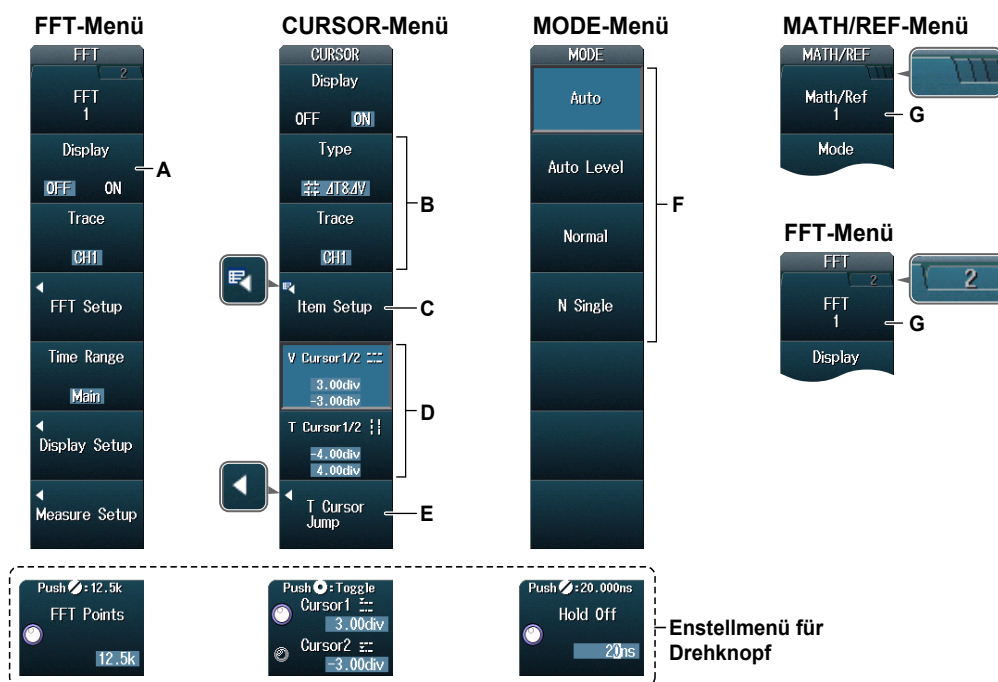 FFT-Menü
FFT
2
FFT
1
Display
OFF ON
A
Trace
CH1
FFT Setup
Time Range
Main
Display Setup
Measure Setup
CURSOR-Menü
CURSOR
Display
OFF ON
Type
ΔT&ΔV
B
Trace
CH1
Item Setup
C
V Cursor1/2
3.00div
-3.00div
D
T Cursor1/2
-4.00div
4.00div
T Cursor
Jump
E
MODE-Menü
MODE
Auto
Auto Level
F
Normal
N Single
MATH/REF-Menü
MATH/REF
Math/Ref
1
G
Mode
FFT-Menü
FFT
2
2
FFT
1
G
Display
Push :12.5k
FFT Points
12.5k
Push :Toggle
Cursor1
3.00div
Cursor2
-3.00div
Push :20.000ns
Hold Off
20ns
Enstellmenü für
Drehknopf